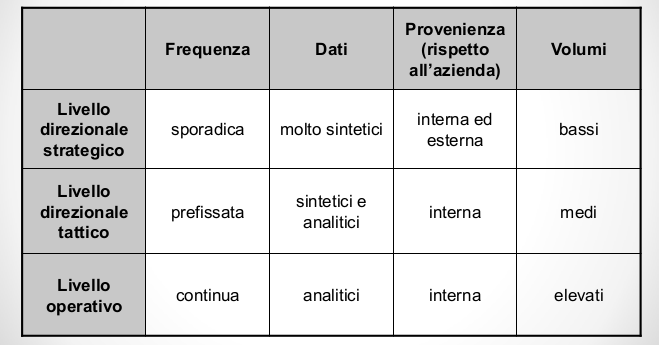 Frequenza
Dati
Provenienza
(rispetto
all'azienda)
Volumi
Livello
direzionale
strategico
sporadica
molto sintetici
interna ed
esterna
bassi
Livello
direzionale
tattico
prefissata
sintetici e
analitici
interna
medi
Livello
operativo
continua
analitici
interna
elevati